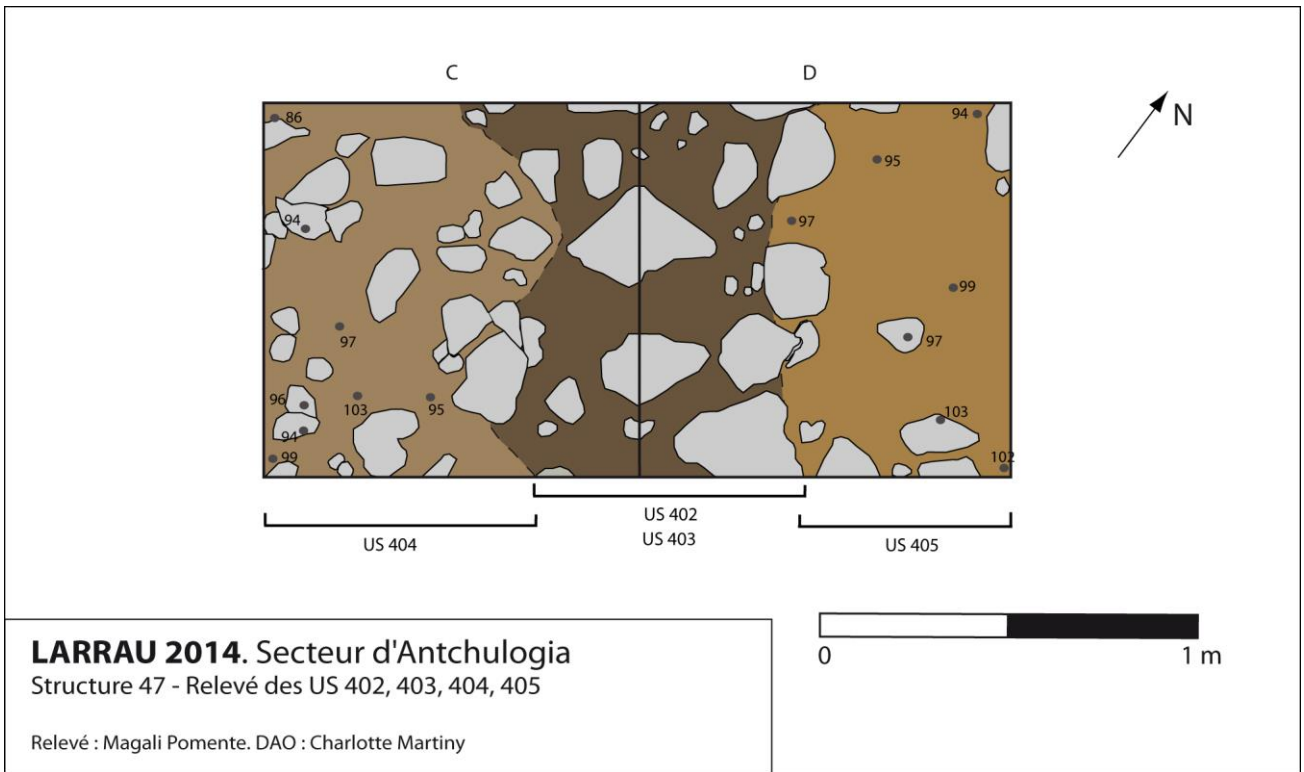 C
D
N
86
94
95
94
97
99
97
97
96
103
95
94
99
103
102
US 402
US 403
US 404
US 405
LARRAU 2014. Secteur d'Antchulogia
Structure 47 - Relevé des US 402, 403, 404, 405
Relevé : Magali Pomente. DAO : Charlotte Martiny
0
1 m